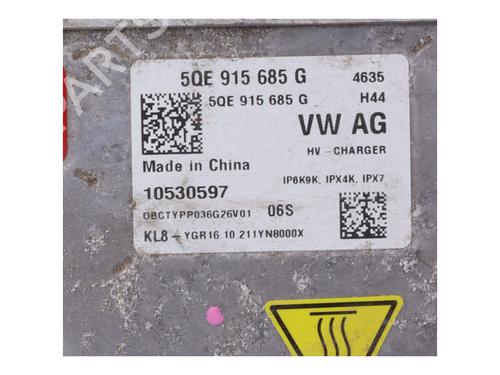 5QE 915 685 G 4635
5QE 915 685 G H44
VW AG
HV-CHARGER
Made in China
IP6K9K, IPX4K, IPX7
10530597
OBCTYPP036G26V01 06S
KL8-YGR16.10.211YN8000X